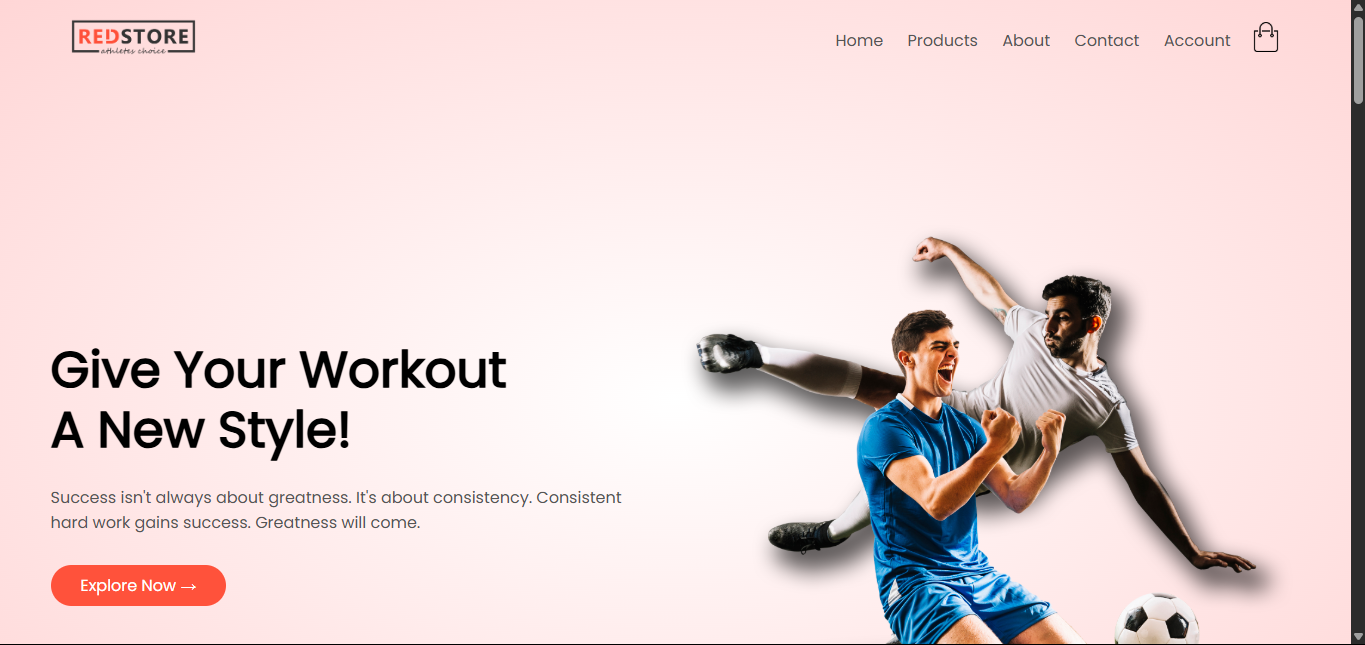 REDSTORE
athletes choice
Home Products About Contact Account
Give Your Workout
A New Style!
Success isn't always about greatness. It's about consistency. Consistent
hard work gains success. Greatness will come.
Explore Now →